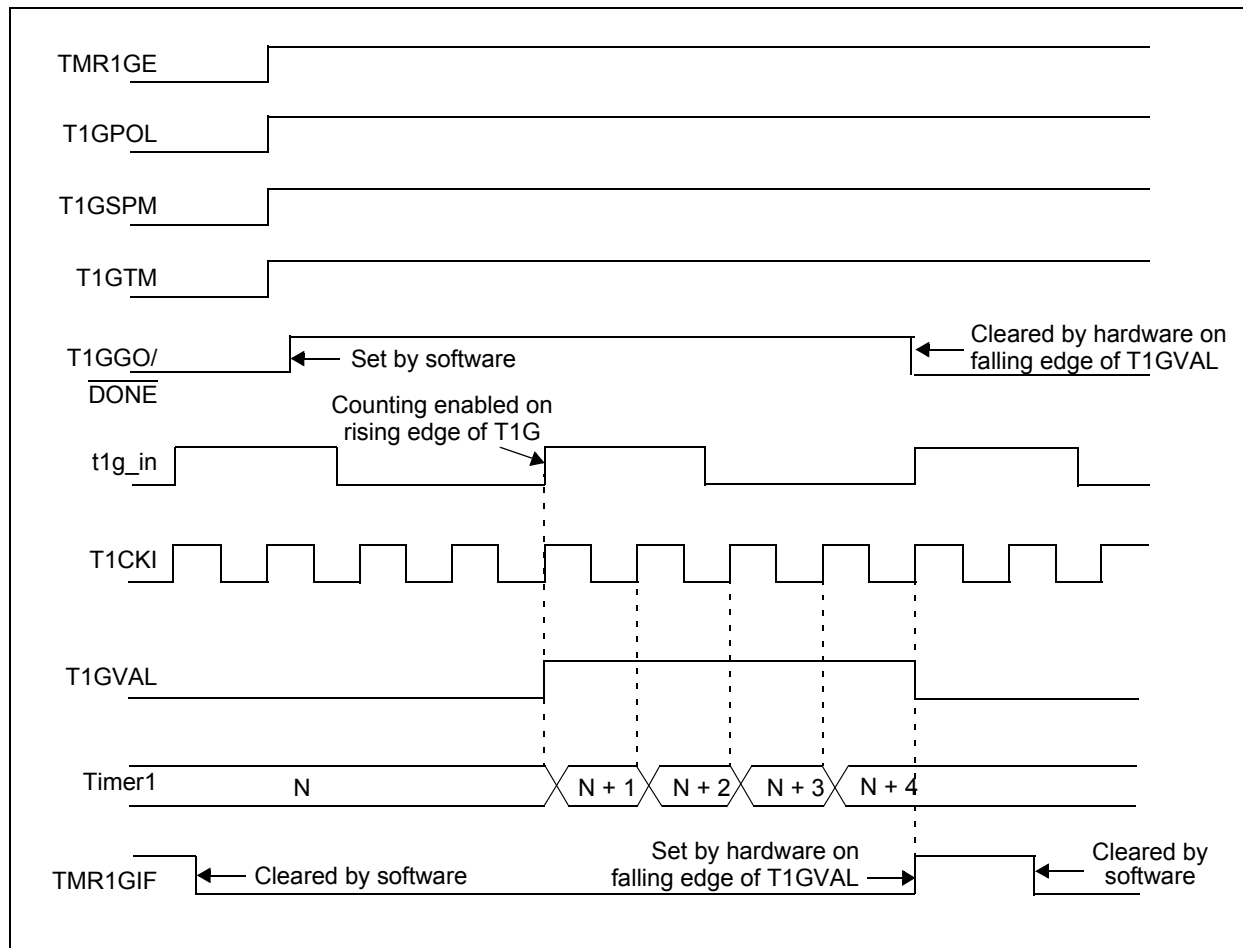 TMR1GE
T1GPOL
T1GSPM
T1GTM
T1GGO/
DONE
Set by software
Cleared by hardware on
falling edge of T1GVAL
Counting enabled on
rising edge of T1G
t1g_in
T1CKI
T1GVAL
Timer1
N
N + 1
N + 2
N + 3
N + 4
TMR1GIF
Cleared by software
Set by hardware on
falling edge of T1GVAL
Cleared by
software